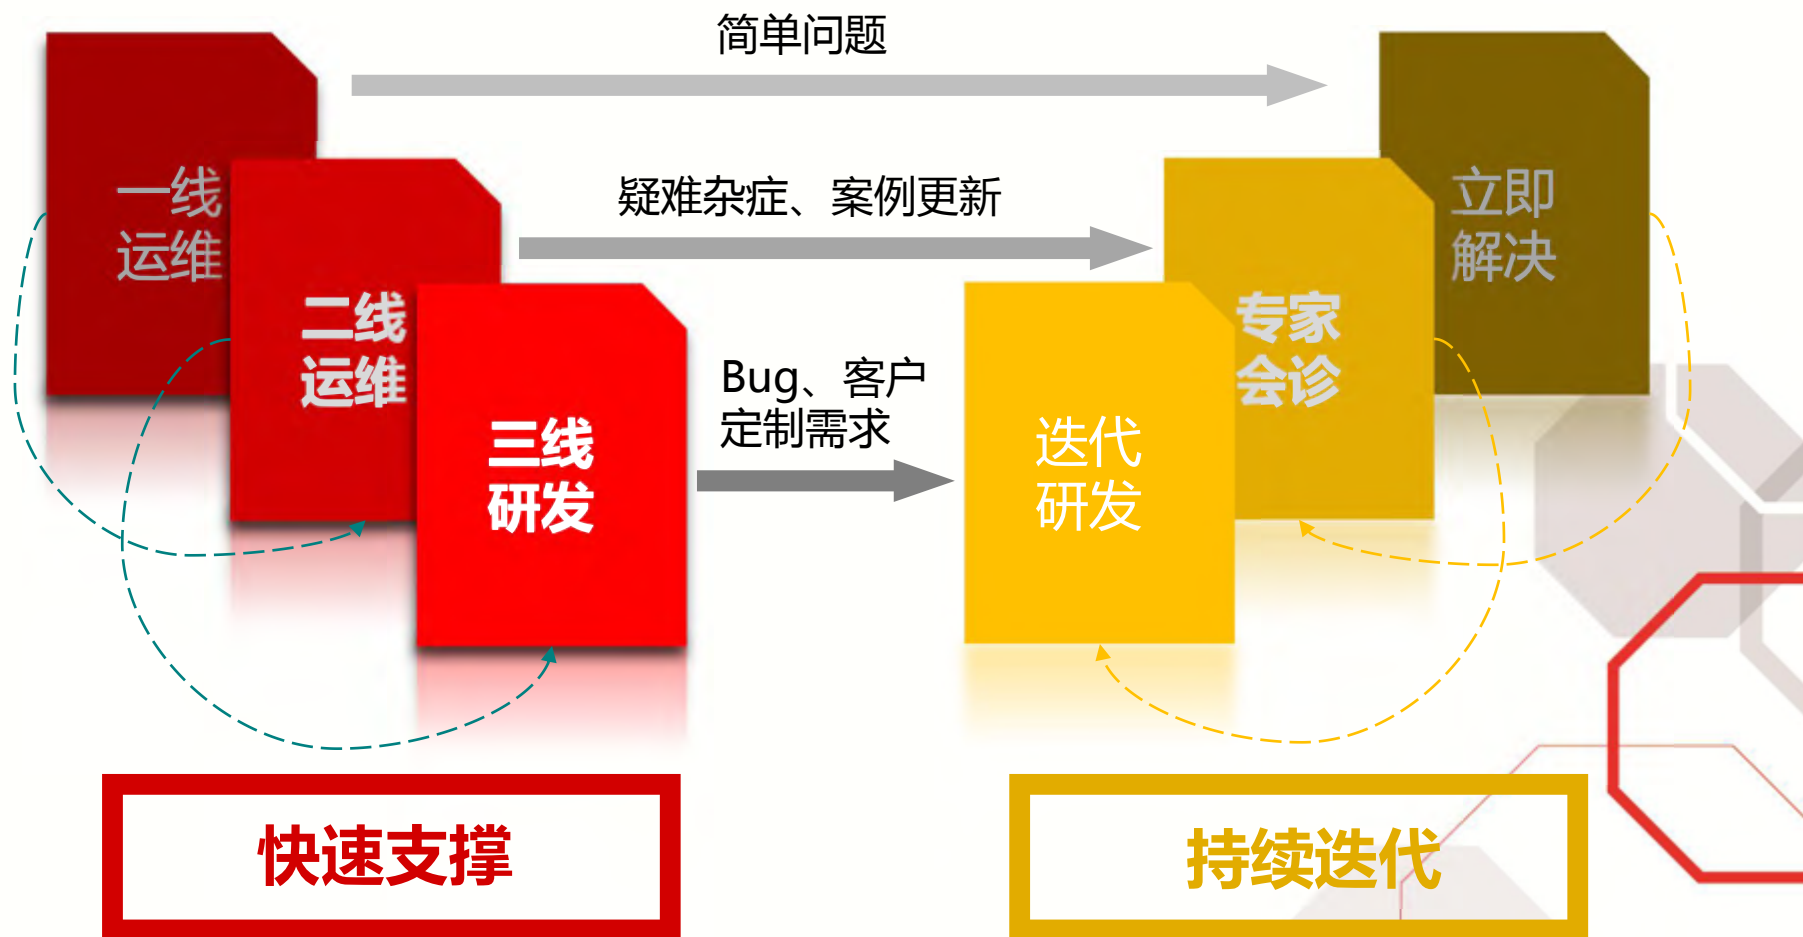 简单问题
一线
运维
疑难杂症、案例更新
立即
解决
二线
运维
专家
会诊
Bug、客户
定制需求
三线
研发
迭代
研发
快速支撑
持续迭代